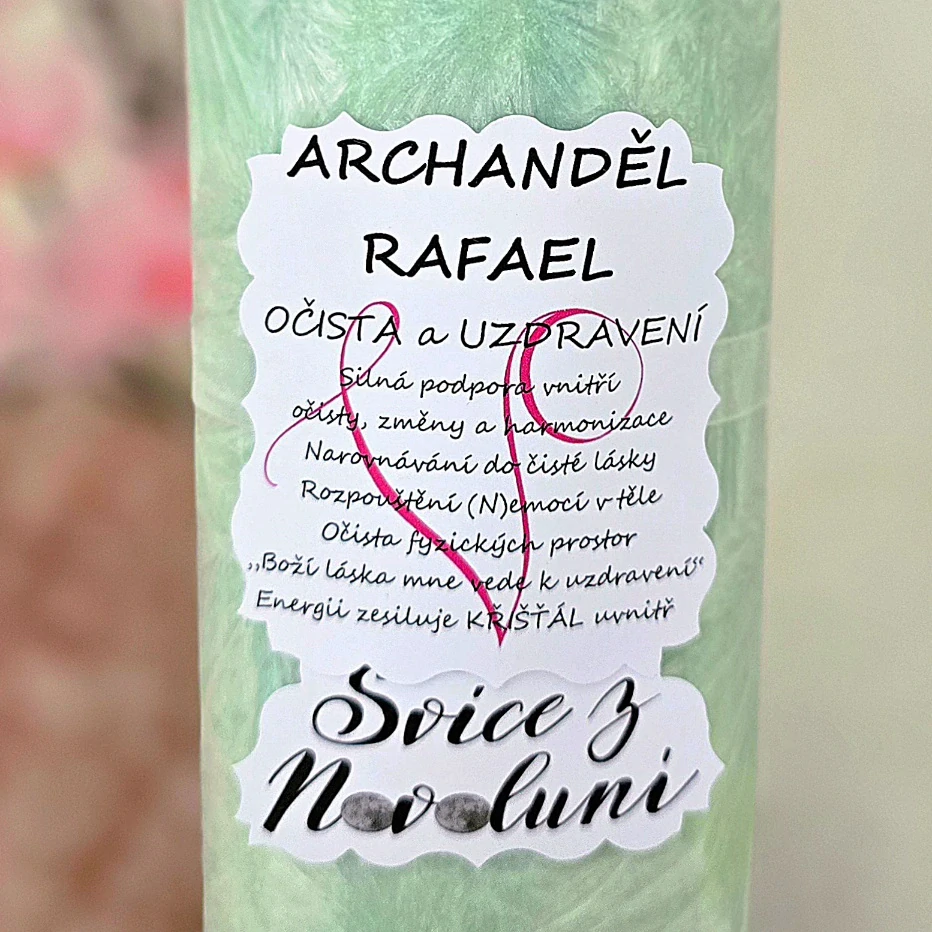 ARCHANDĚL
RAFAEL
OČISTA a UZDRAVENÍ
Silná podpora vnitří
očisty, změny a harmonizace
Narovnávání do čisté lásky
Rozpouštění (N)emocí v těle
Očista fyzických prostor
„Boží láska mne vede k uzdravení“
Energii zesiluje KŘIŠŤÁL uvnitř
Svíce z
Novoluní